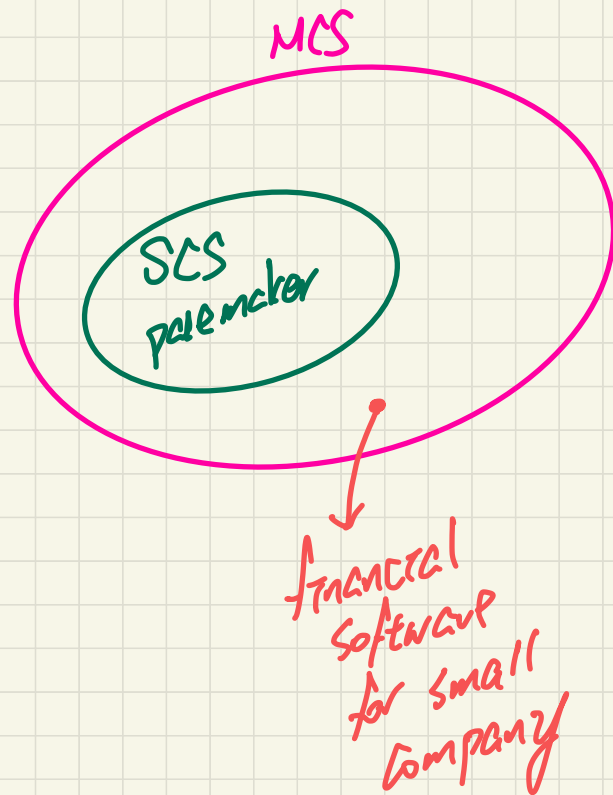 MCS
SCS
pacemaker
financial
software
for small
company